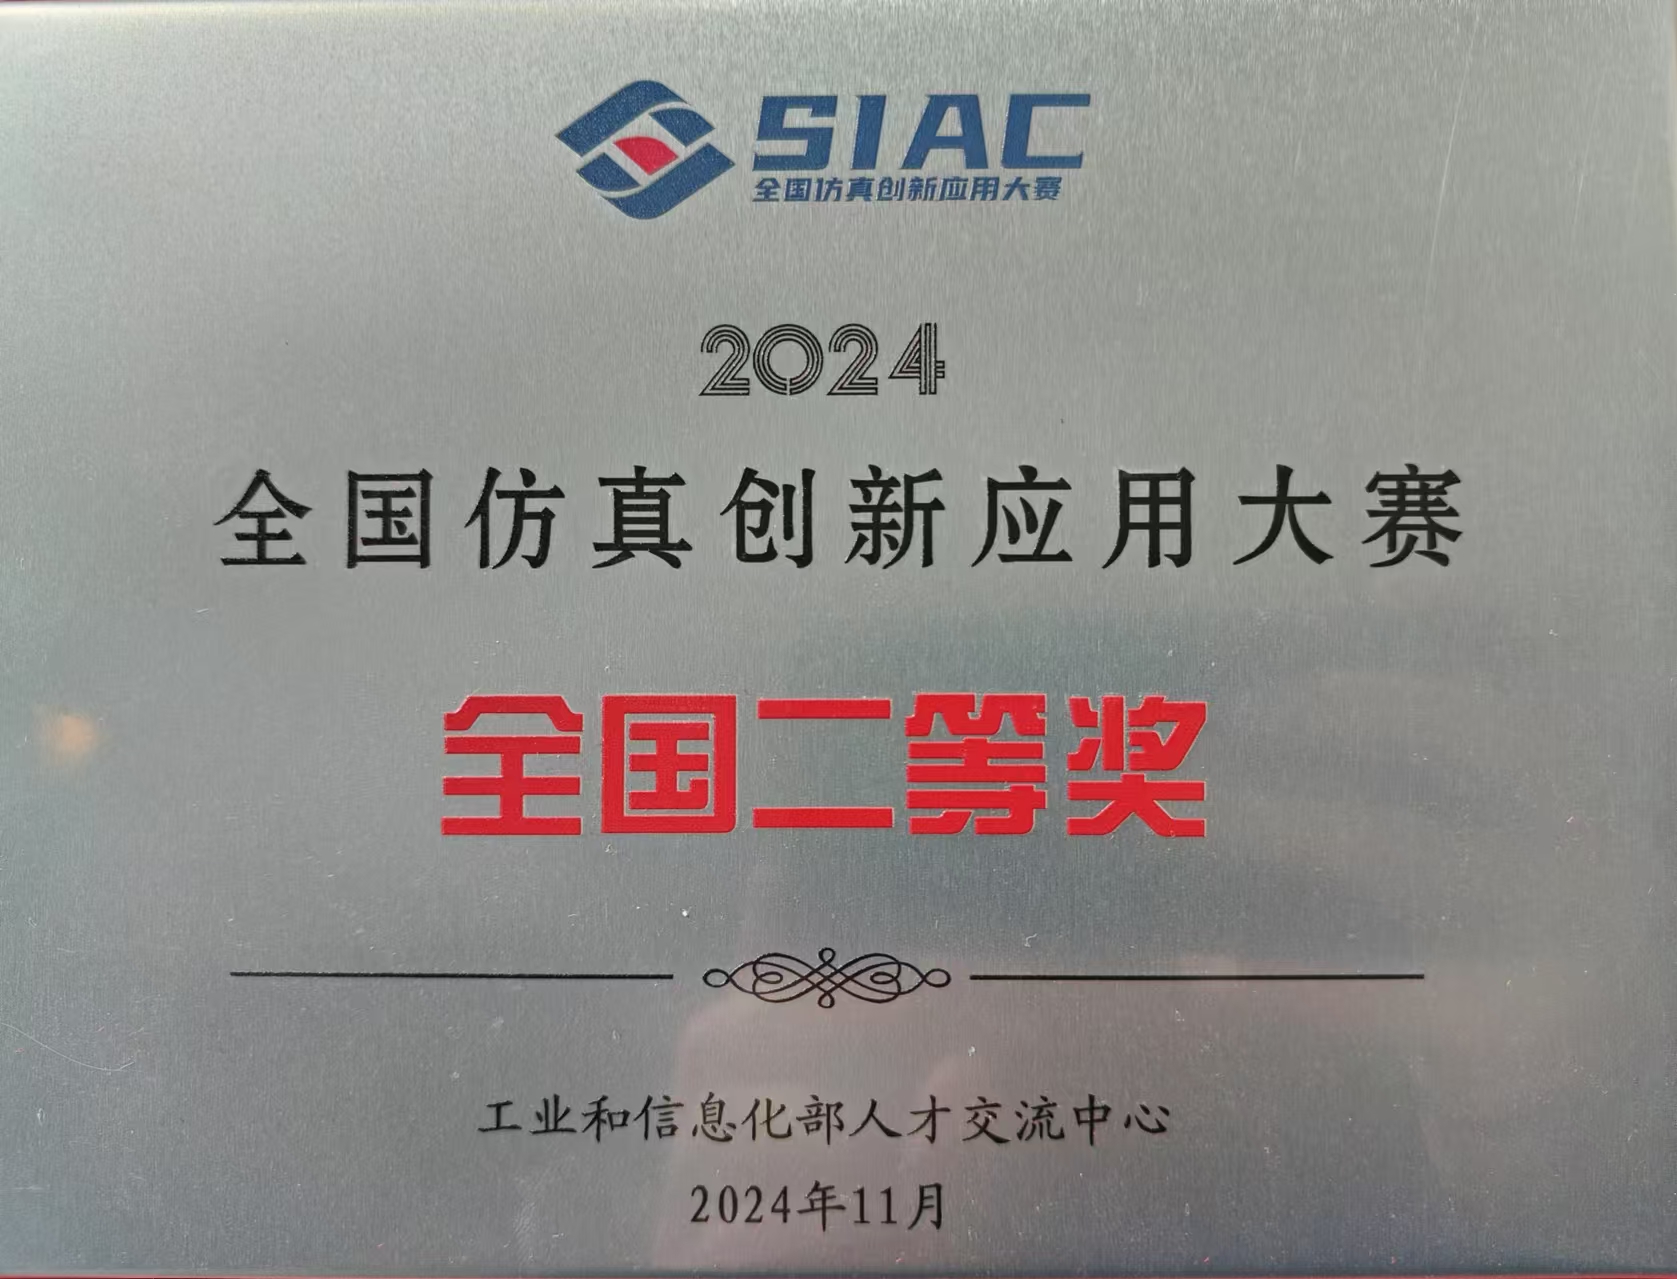 SIAC
全国仿真创新应用大赛
2024
全国仿真创新应用大赛
全国二等奖
工业和信息化部人才交流中心
2024年11月